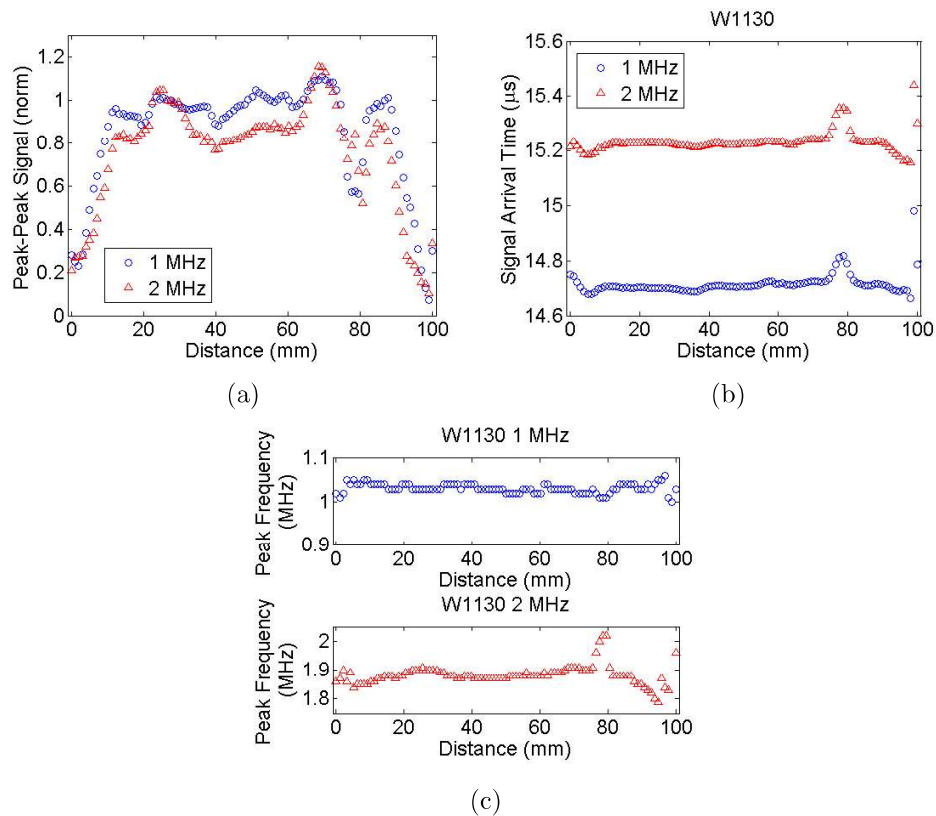 1.2
1
0.8
0.6
0.4
0.2
0
0 20 40 60 80 100
Peak-Peak Signal (norm)
Distance (mm)
1 MHz
2 MHz
(a)
W1130
15.6
15.4
15.2
15
14.8
14.6
0 20 40 60 80 100
Signal Arrival Time (µs)
Distance (mm)
1 MHz
2 MHz
(b)
W1130 1 MHz
1.1
1
0.9
0 20 40 60 80 100
Peak Frequency
(MHz)
Distance (mm)
W1130 2 MHz
2
1.9
1.8
0 20 40 60 80 100
Peak Frequency
(MHz)
Distance (mm)
(c)